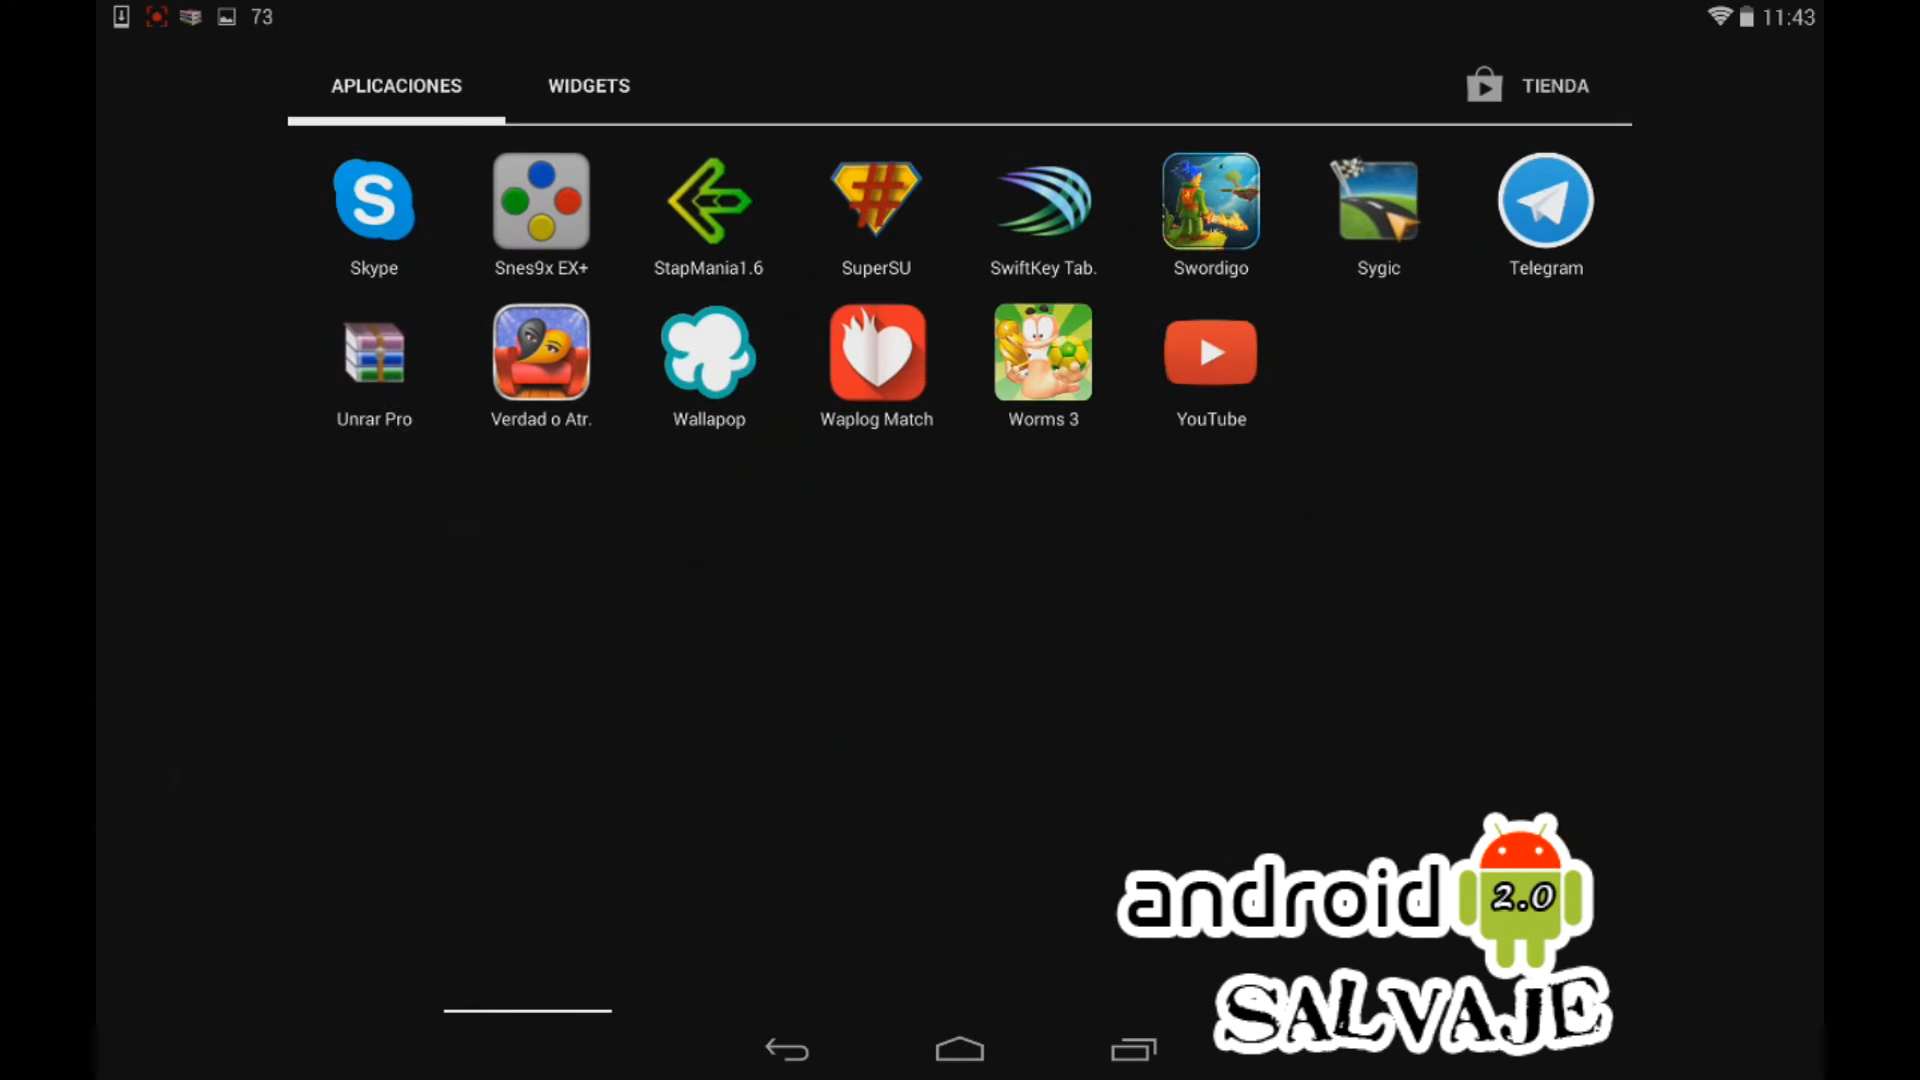 73
11:43
APLICACIONES
WIDGETS
TIENDA
Skype
Snes9x EX+
StapMania1.6
SuperSU
SwiftKey Tab.
Swordigo
Sygic
Telegram
Unrar Pro
Verdad o Atr.
Wallapop
Waplog Match
Worms 3
YouTube
android
2.0
SALVAJE